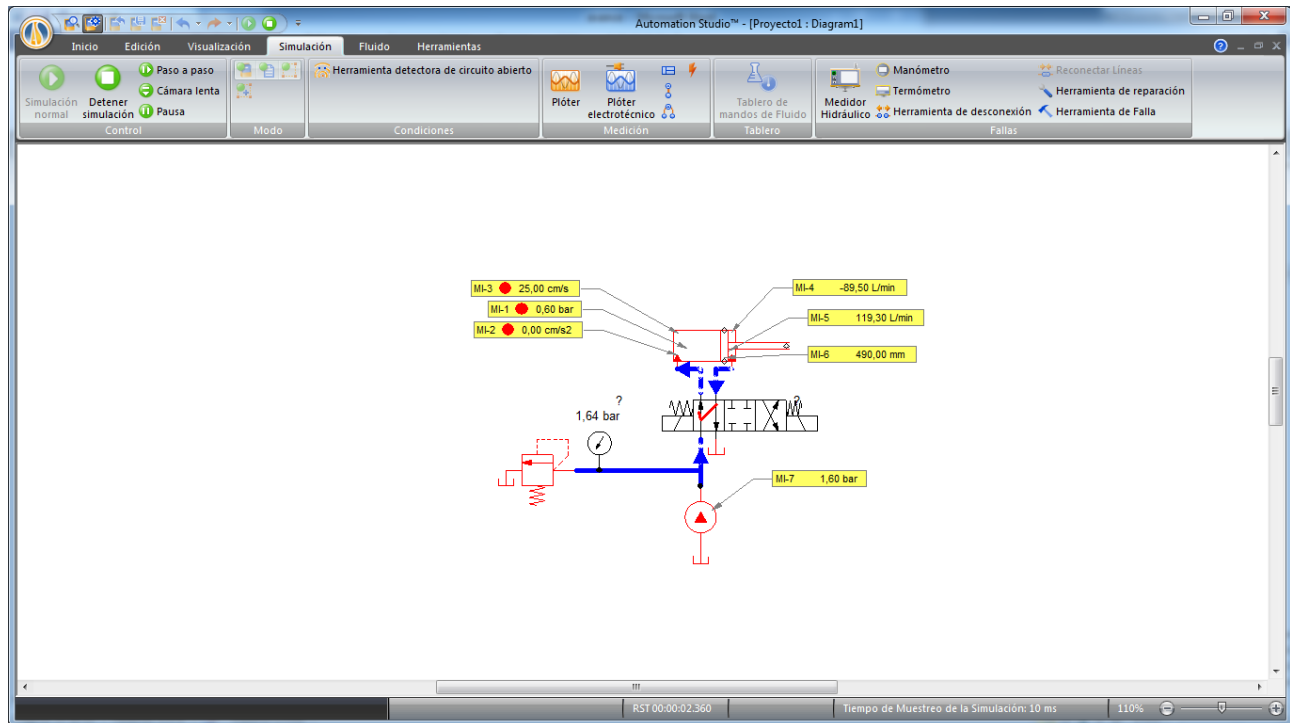 Automation Studio™ - [Proyecto1 : Diagram1]
Inicio Edición Visualización Simulación Fluido Herramientas
Simulación normal
Detener simulación
Paso a paso
Cámara lenta
Pausa
Control
Modo
Herramienta detectora de circuito abierto
Condiciones
Plóter
Plóter electrotécnico
Medición
Tablero de mandos de Fluido
Tablero
Medidor Hidráulico
Manómetro
Termómetro
Herramienta de desconexión
Reconectar Líneas
Herramienta de reparación
Herramienta de Falla
Fallas
MI-3 25,00 cm/s
MI-1 0,60 bar
MI-2 0,00 cm/s2
MI-4 -89,50 L/min
MI-5 119,30 L/min
MI-6 490,00 mm
?
?
1,64 bar
MI-7 1,60 bar
RST 00:00:02.360
Tiempo de Muestreo de la Simulación: 10 ms
110%